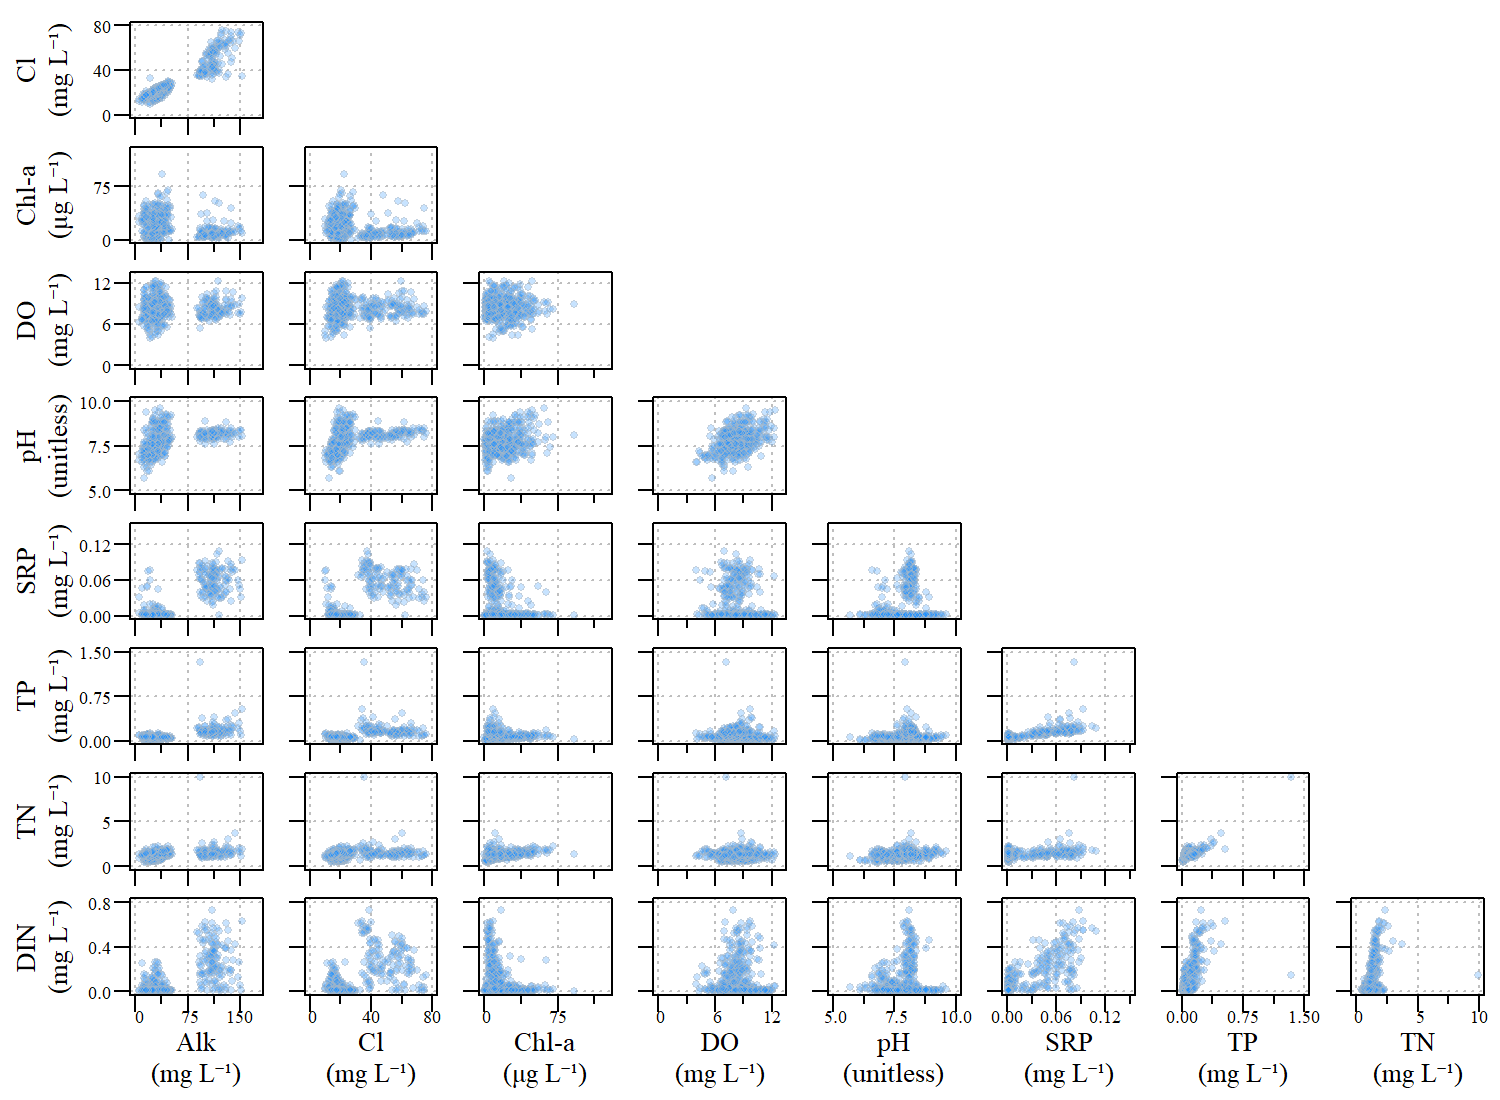 Cl
(mg L⁻¹)
80
40
0
Chl-a
(μg L⁻¹)
75
0
DO
(mg L⁻¹)
12
6
0
pH
(unitless)
10.0
7.5
5.0
SRP
(mg L⁻¹)
0.12
0.06
0.00
TP
(mg L⁻¹)
1.50
0.75
0.00
TN
(mg L⁻¹)
10
5
0
DIN
(mg L⁻¹)
0.8
0.4
0.0
0 75 150 0 40 80 0 75 0 6 12 5.0 7.5 10.0 0.00 0.06 0.12 0.00 0.75 1.50 0 5 10
Alk Cl Chl-a DO pH SRP TP TN
(mg L⁻¹) (mg L⁻¹) (μg L⁻¹) (mg L⁻¹) (unitless) (mg L⁻¹) (mg L⁻¹) (mg L⁻¹)